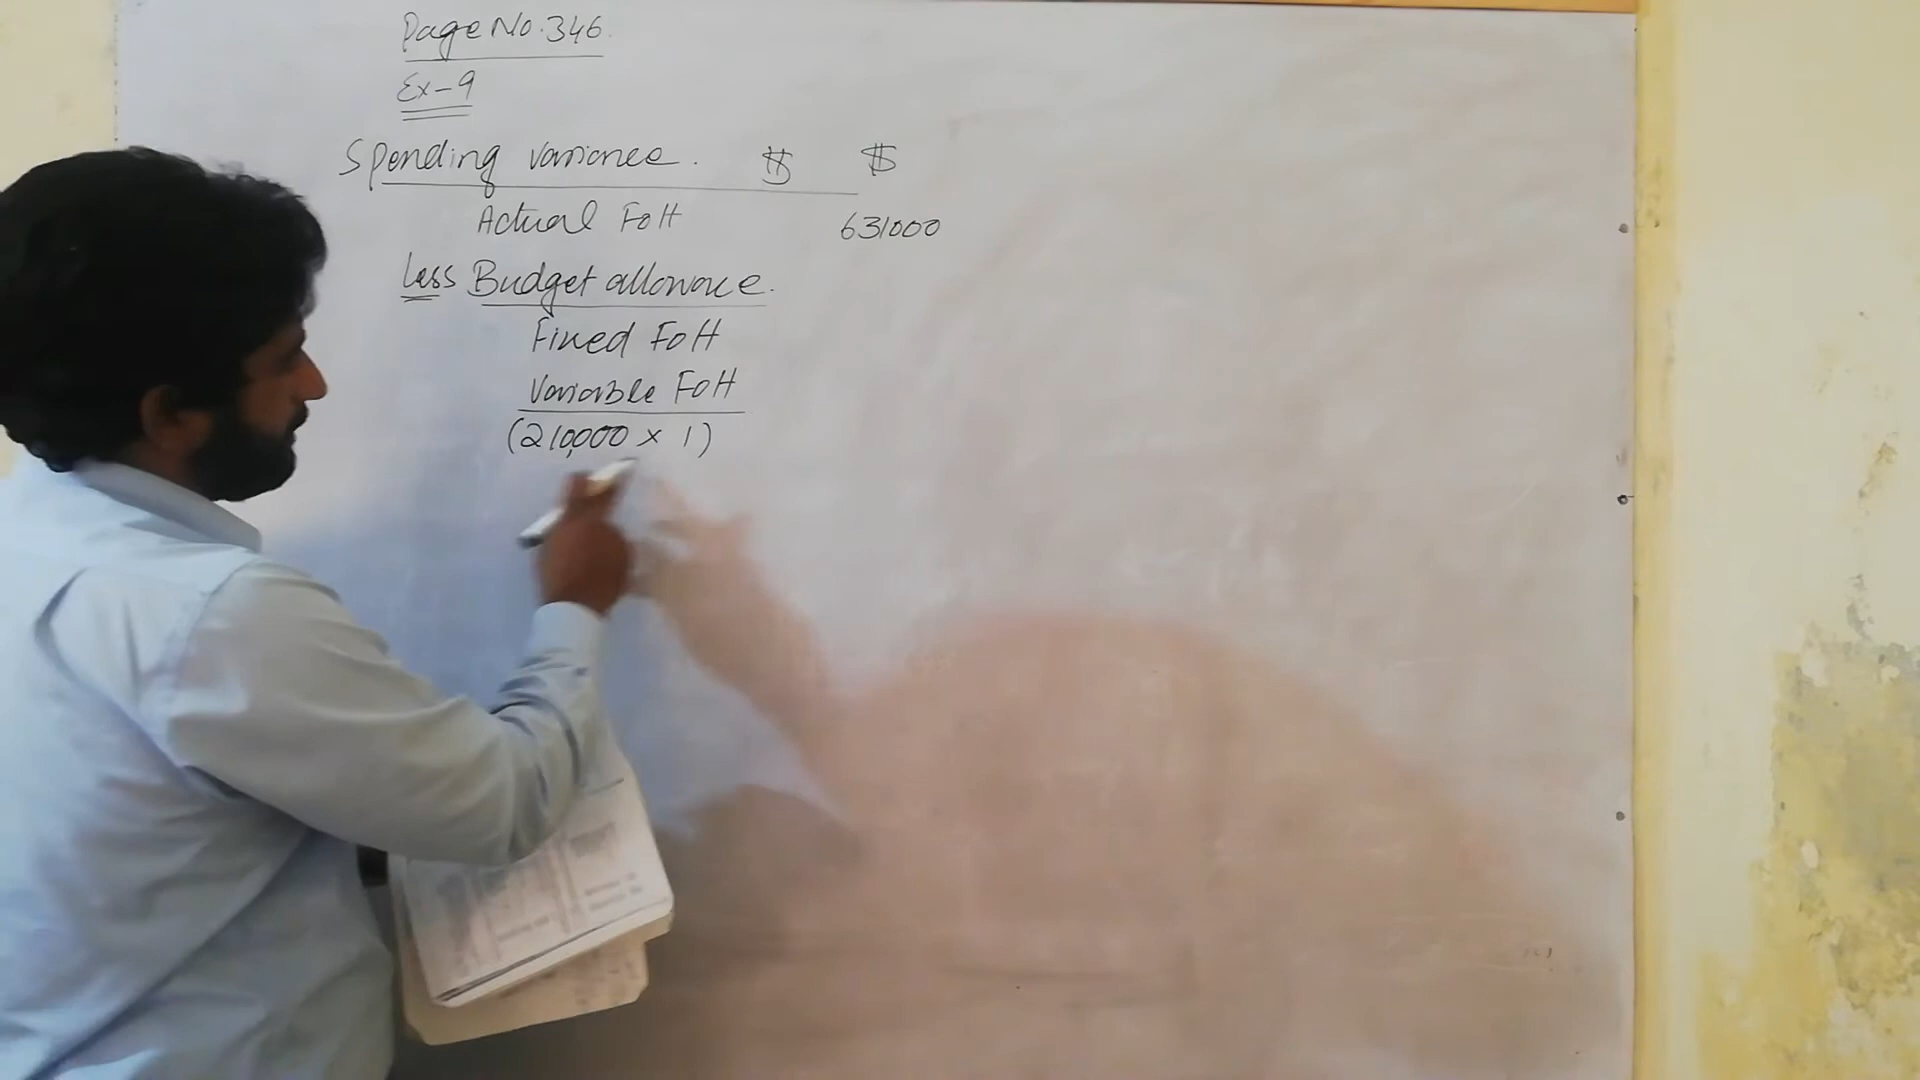 Page No. 346.
Ex-9
Spending variance. $ $
Actual FoH 631000
Less Budget allowance.
Fixed FoH
Variable FoH
(210,000 × 1)